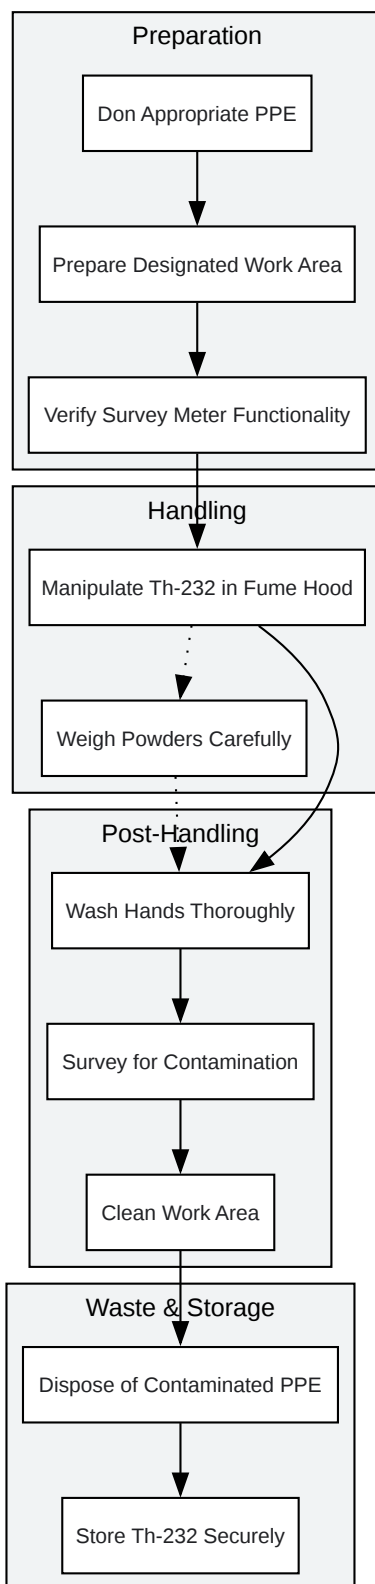 Preparation
Don Appropriate PPE
Prepare Designated Work Area
Verify Survey Meter Functionality
Handling
Manipulate Th-232 in Fume Hood
Weigh Powders Carefully
Post-Handling
Wash Hands Thoroughly
Survey for Contamination
Clean Work Area
Waste & Storage
Dispose of Contaminated PPE
Store Th-232 Securely